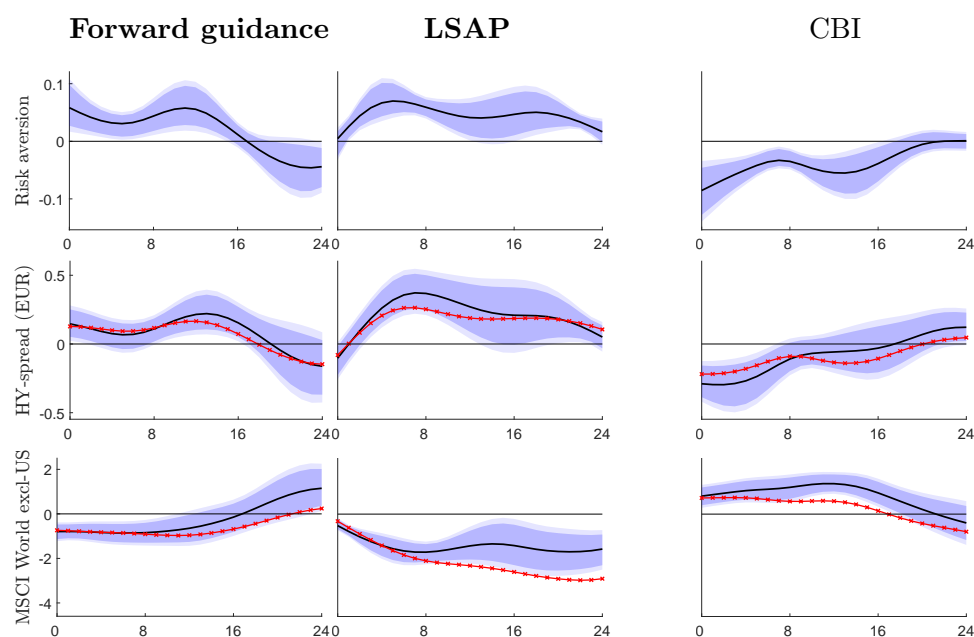 Forward guidance LSAP CBI
Risk aversion
0.1
0
-0.1
0 8 16 24 0 8 16 24 0 8 16 24
HY-spread (EUR)
0.5
0
-0.5
0 8 16 24 0 8 16 24 0 8 16 24
MSCI World excl-US
2
0
-2
-4
0 8 16 24 0 8 16 24 0 8 16 24